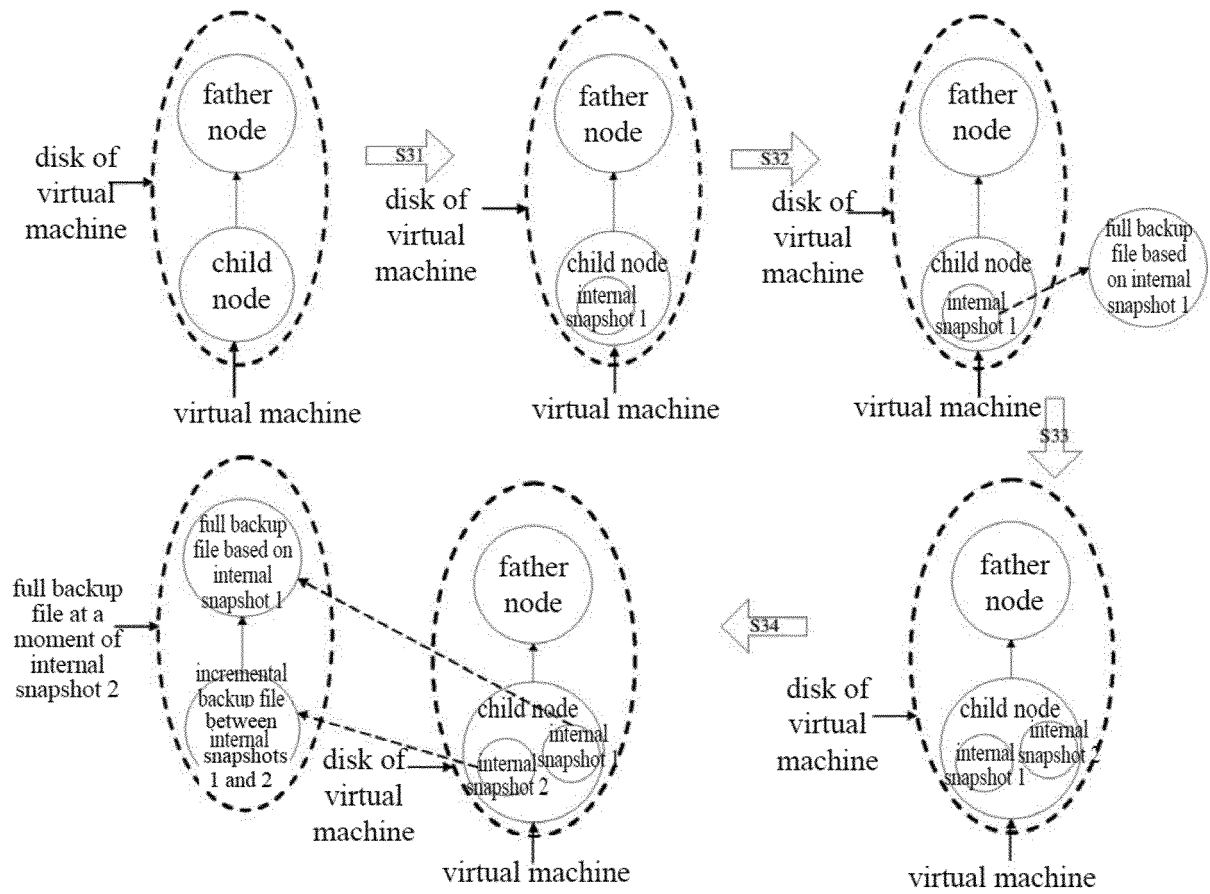 father
node
child
node
disk of
virtual
machine
virtual machine
S31
father
node
child node
internal
snapshot 1
disk of
virtual
machine
virtual machine
S32
father
node
child node
internal
snapshot 1
disk of
virtual
machine
virtual machine
full backup
file based
on internal
snapshot 1
S33
father
node
child node
internal
snapshot 1
internal
snapshot 2
disk of
virtual
machine
virtual machine
S34
father
node
child node
internal
snapshot 1
internal
snapshot 2
disk of
virtual
machine
virtual machine
full backup
file based on
internal
snapshot 1
incremental
backup file
between
internal
snapshots
1 and 2
full backup
file at a
moment of
internal
snapshot 2